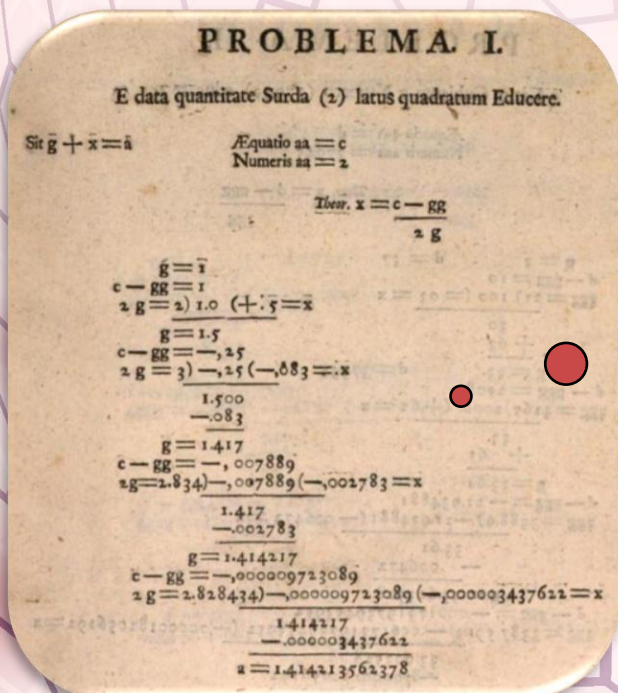 PROBLEMA. I.
E data quantitate Surda (2) latus quadratum Educere.
Sit g + x = a Æquatio aa = c
Numeris aa = 2
Theor. x = c — gg
2 g
g = 1
c — gg = 1
2 g = 2) 1.0 (+.5 = x
g = 1.5
c — gg = —,25
2 g = 3) —,25 (—,083 = x
1.500
—.083
g = 1.417
c — gg = —,007889
2g=2.834)—,007889(—,002783 = x
1.417
—.002783
g = 1.414217
c — gg = —,000009723089
2 g = 2.828434)—,000009723089 (—,000003437622 = x
1.414217
—.000003437622
a = 1.414213562378